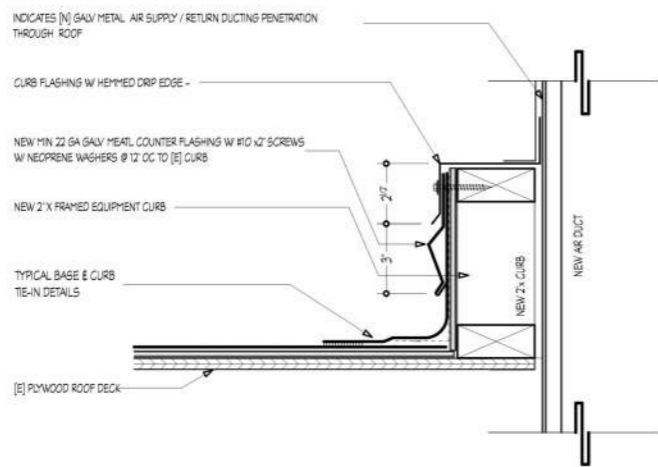 INDICATES [N] GALV METAL AIR SUPPLY / RETURN DUCTING PENETRATION
THROUGH ROOF
CURB FLASHING W/ HEMMED DRIP EDGE -
NEW MIN 22 GA GALV MEATL COUNTER FLASHING W/ #10 x2" SCREWS
W/ NEOPRENE WASHERS @ 12" OC TO [E] CURB
NEW 2"X FRAMED EQUIPMENT CURB
TYPICAL BASE & CURB
TIE-IN DETAILS
[E] PLYWOOD ROOF DECK
3"
NEW 2"x CURB
NEW AIR DUCT